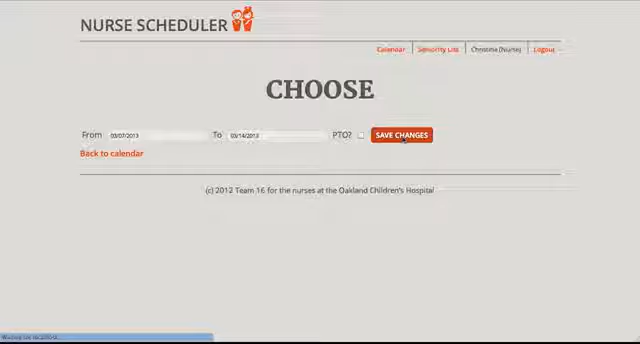 NURSE SCHEDULER
Calendar Seniority List Christine (Nurse) Logout
CHOOSE
From 03/07/2013 To 03/14/2013 PTO? SAVE CHANGES
Back to calendar
(c) 2012 Team 16 for the nurses at the Oakland Children's Hospital